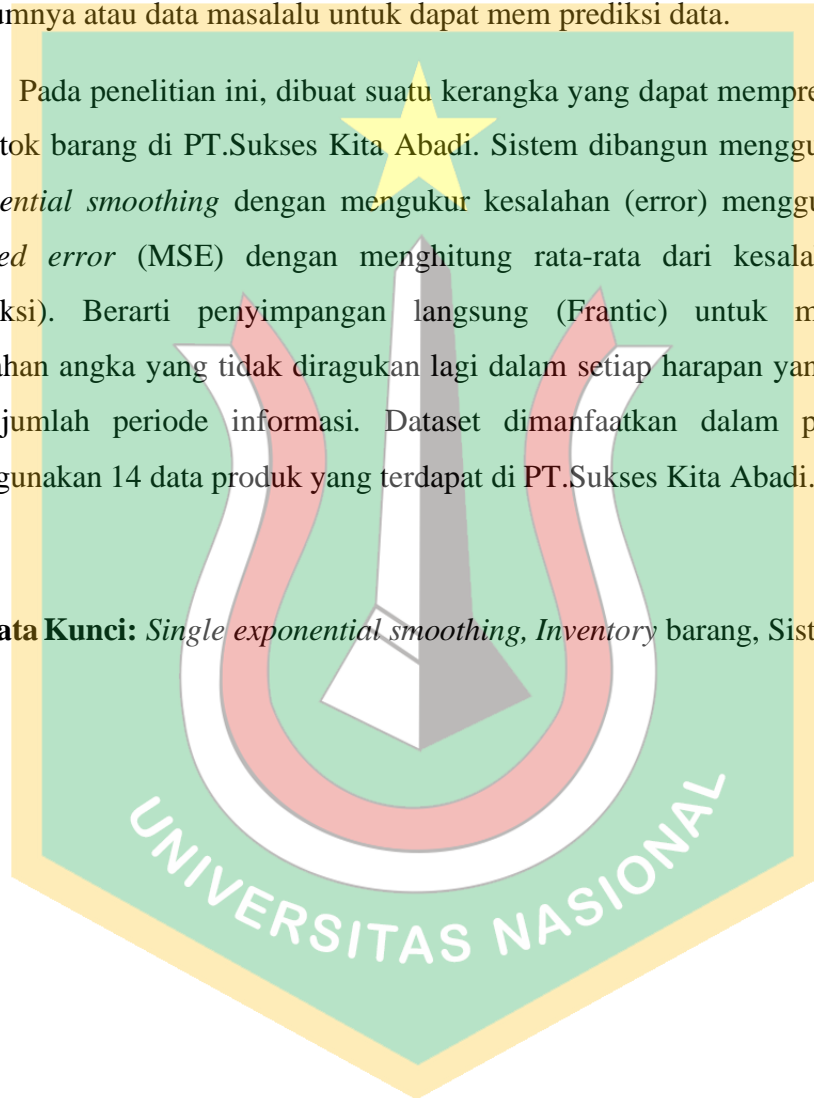 umnya atau data masalalu untuk dapat mem prediksi data.
Pada penelitian ini, dibuat suatu kerangka yang dapat mempre
tok barang di PT.Sukses Kita Abadi. Sistem dibangun menggu
ential smoothing dengan mengukur kesalahan (error) menggu
ed error (MSE) dengan menghitung rata-rata dari kesala
ksi). Berarti penyimpangan langsung (Frantic) untuk m
ahan angka yang tidak diragukan lagi dalam setiap harapan yan
jumlah periode informasi. Dataset dimanfaatkan dalam p
gunakan 14 data produk yang terdapat di PT.Sukses Kita Abadi.
ata Kunci: Single exponential smoothing, Inventory barang, Sist
UNIVERSITAS NASIONAL